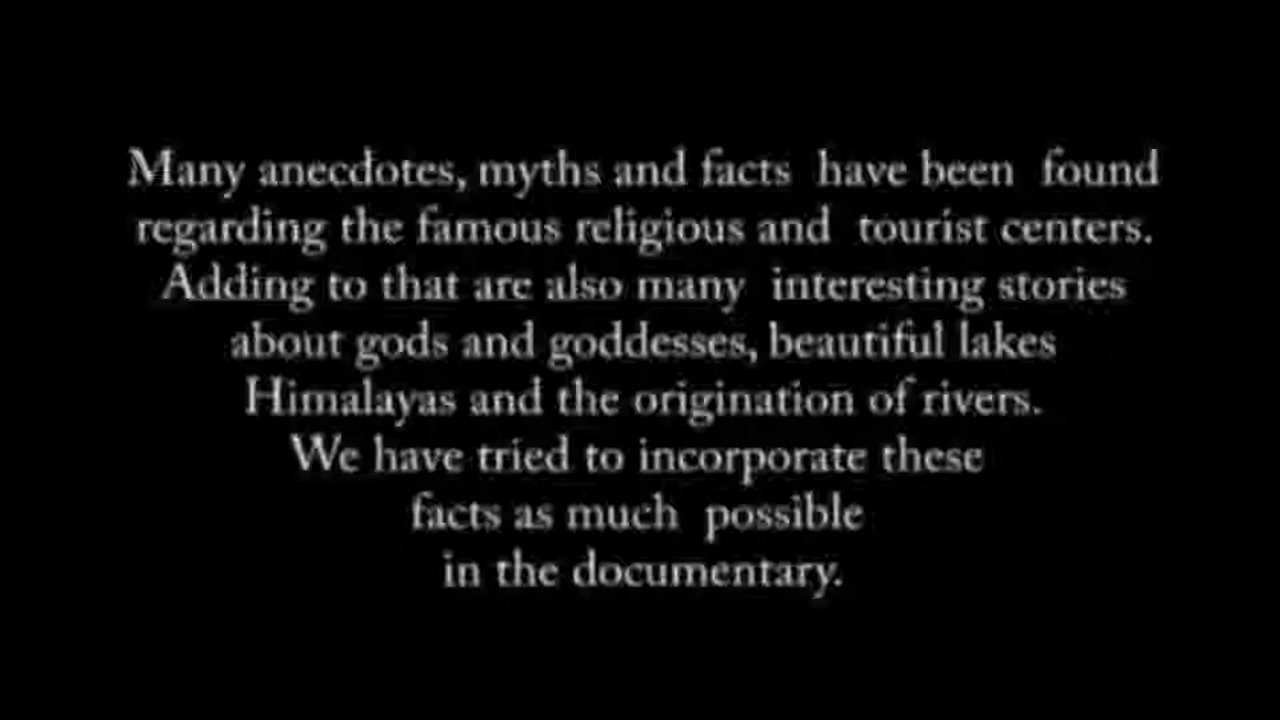 Many anecdotes, myths and facts have been found
regarding the famous religious and tourist centers.
Adding to that are also many interesting stories
about gods and goddesses, beautiful lakes
Himalayas and the origination of rivers.
We have tried to incorporate these
facts as much possible
in the documentary.